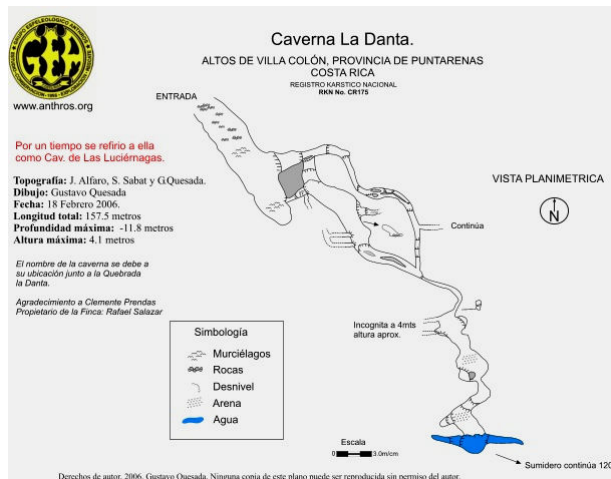 Caverna La Danta.
ALTOS DE VILLA COLÓN, PROVINCIA DE PUNTARENAS
COSTA RICA
REGISTRO KARSTICO NACIONAL
RKN No. CR175
GRUPO ESPELEOLOGICO ANTHROS
www.anthros.org
ENTRADA
Por un tiempo se refirio a ella
como Cav. de Las Luciérnagas.
Topografía: J. Alfaro, S. Sabat y G.Quesada.
Dibujo: Gustavo Quesada
Fecha: 18 Febrero 2006.
Longitud total: 157.5 metros
Profundidad máxima: -11.8 metros
Altura máxima: 4.1 metros
El nombre de la caverna se debe a
su ubicación junto a la Quebrada
la Danta.
Agradecimiento a Clemente Prendas
Propietario de la Finca: Rafael Salazar
VISTA PLANIMETRICA
N
Continúa
Incognita a 4mts
altura aprox.
Simbología
Murciélagos
Rocas
Desnivel
Arena
Agua
Escala
0 3.0m/cm
Sumidero continúa 120
Derechos de autor, 2006. Gustavo Quesada. Ninguna copia de este plano puede ser reproducida sin permiso del autor.